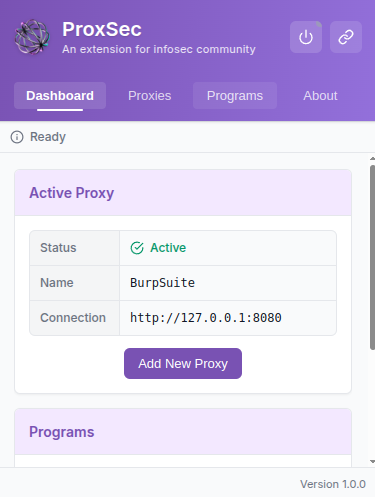 ProxSec
An extension for infosec community
Dashboard Proxies Programs About
Ready
Active Proxy
Status Active
Name BurpSuite
Connection http://127.0.0.1:8080
Add New Proxy
Programs
Version 1.0.0